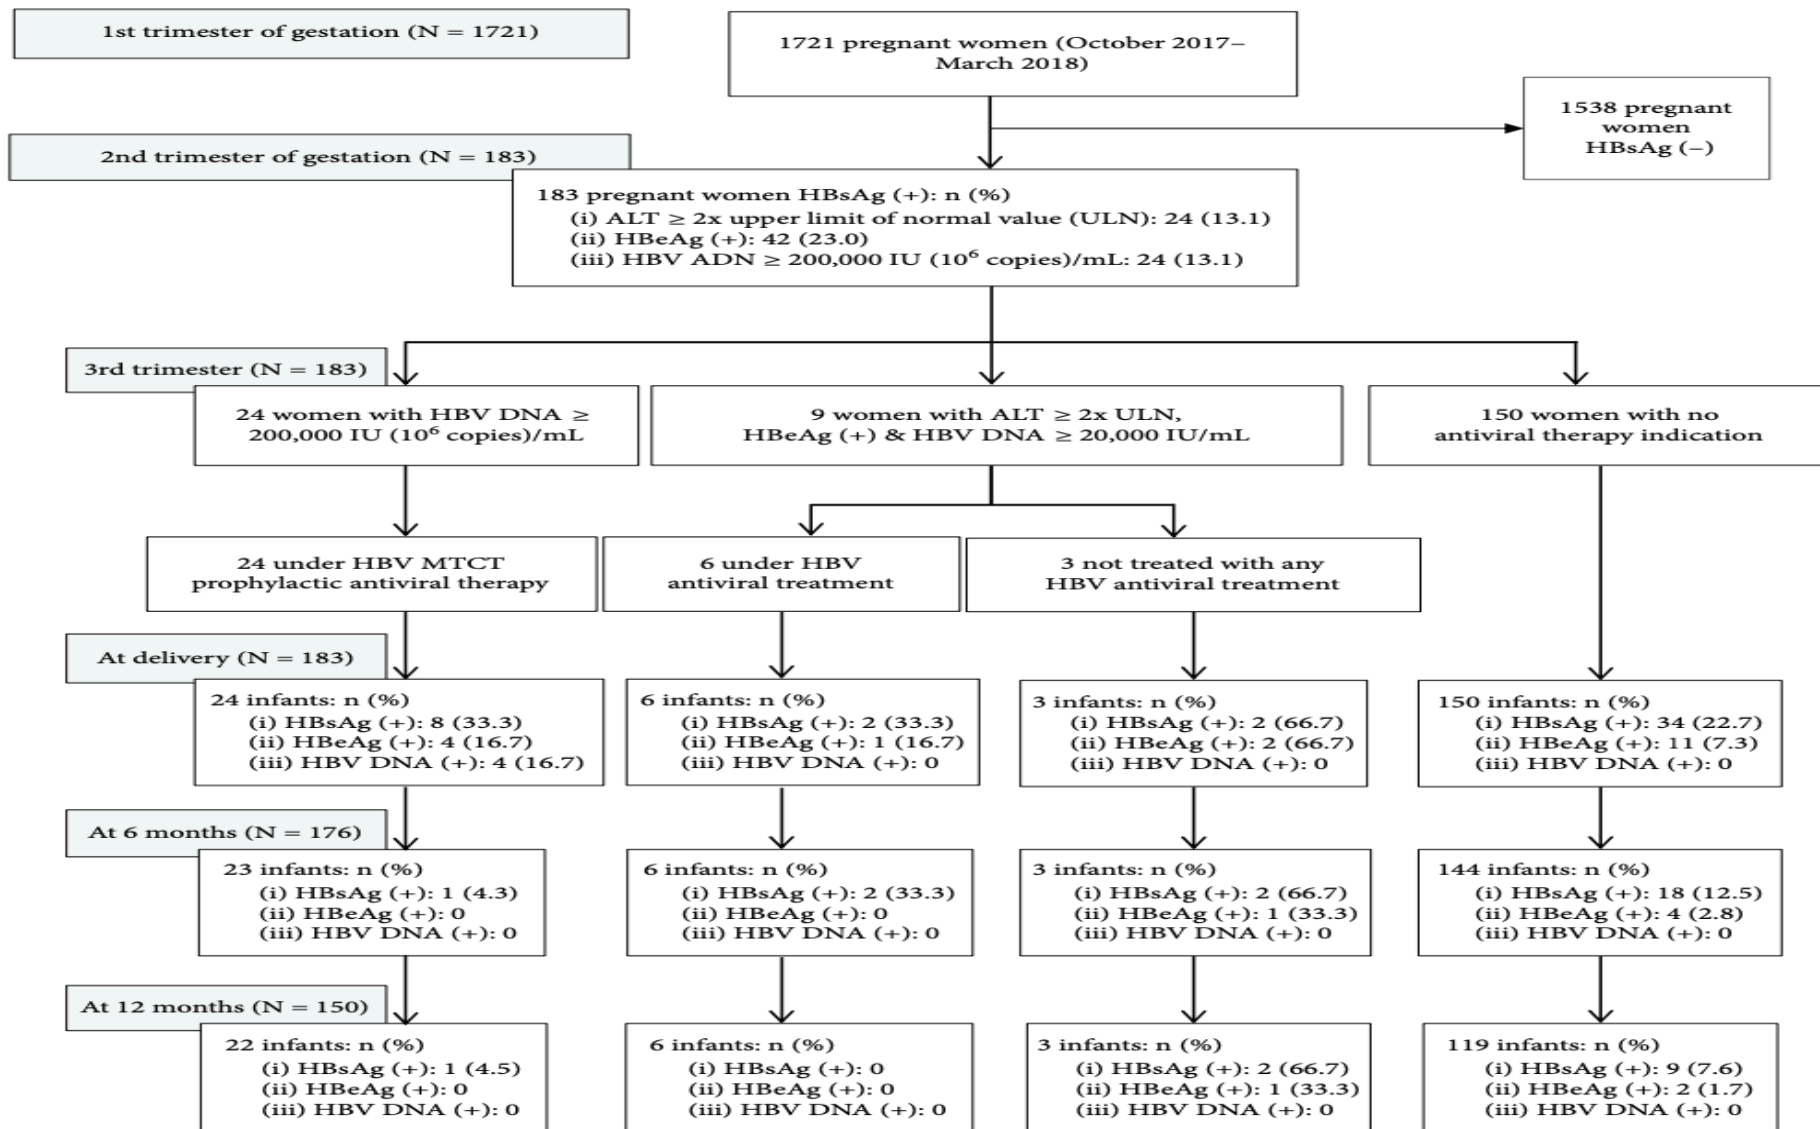 1st trimester of gestation (N = 1721)
1721 pregnant women (October 2017–
March 2018)
1538 pregnant
women
HBsAg (–)
2nd trimester of gestation (N = 183)
183 pregnant women HBsAg (+): n (%)
(i) ALT ≥ 2x upper limit of normal value (ULN): 24 (13.1)
(ii) HBeAg (+): 42 (23.0)
(iii) HBV ADN ≥ 200,000 IU (10⁶ copies)/mL: 24 (13.1)
3rd trimester (N = 183)
24 women with HBV DNA ≥
200,000 IU (10⁶ copies)/mL
9 women with ALT ≥ 2x ULN,
HBeAg (+) & HBV DNA ≥ 20,000 IU/mL
150 women with no
antiviral therapy indication
24 under HBV MTCT
prophylactic antiviral therapy
6 under HBV
antiviral treatment
3 not treated with any
HBV antiviral treatment
At delivery (N = 183)
24 infants: n (%)
(i) HBsAg (+): 8 (33.3)
(ii) HBeAg (+): 4 (16.7)
(iii) HBV DNA (+): 4 (16.7)
6 infants: n (%)
(i) HBsAg (+): 2 (33.3)
(ii) HBeAg (+): 1 (16.7)
(iii) HBV DNA (+): 0
3 infants: n (%)
(i) HBsAg (+): 2 (66.7)
(ii) HBeAg (+): 2 (66.7)
(iii) HBV DNA (+): 0
150 infants: n (%)
(i) HBsAg (+): 34 (22.7)
(ii) HBeAg (+): 11 (7.3)
(iii) HBV DNA (+): 0
At 6 months (N = 176)
23 infants: n (%)
(i) HBsAg (+): 1 (4.3)
(ii) HBeAg (+): 0
(iii) HBV DNA (+): 0
6 infants: n (%)
(i) HBsAg (+): 2 (33.3)
(ii) HBeAg (+): 0
(iii) HBV DNA (+): 0
3 infants: n (%)
(i) HBsAg (+): 2 (66.7)
(ii) HBeAg (+): 1 (33.3)
(iii) HBV DNA (+): 0
144 infants: n (%)
(i) HBsAg (+): 18 (12.5)
(ii) HBeAg (+): 4 (2.8)
(iii) HBV DNA (+): 0
At 12 months (N = 150)
22 infants: n (%)
(i) HBsAg (+): 1 (4.5)
(ii) HBeAg (+): 0
(iii) HBV DNA (+): 0
6 infants: n (%)
(i) HBsAg (+): 0
(ii) HBeAg (+): 0
(iii) HBV DNA (+): 0
3 infants: n (%)
(i) HBsAg (+): 2 (66.7)
(ii) HBeAg (+): 1 (33.3)
(iii) HBV DNA (+): 0
119 infants: n (%)
(i) HBsAg (+): 9 (7.6)
(ii) HBeAg (+): 2 (1.7)
(iii) HBV DNA (+): 0